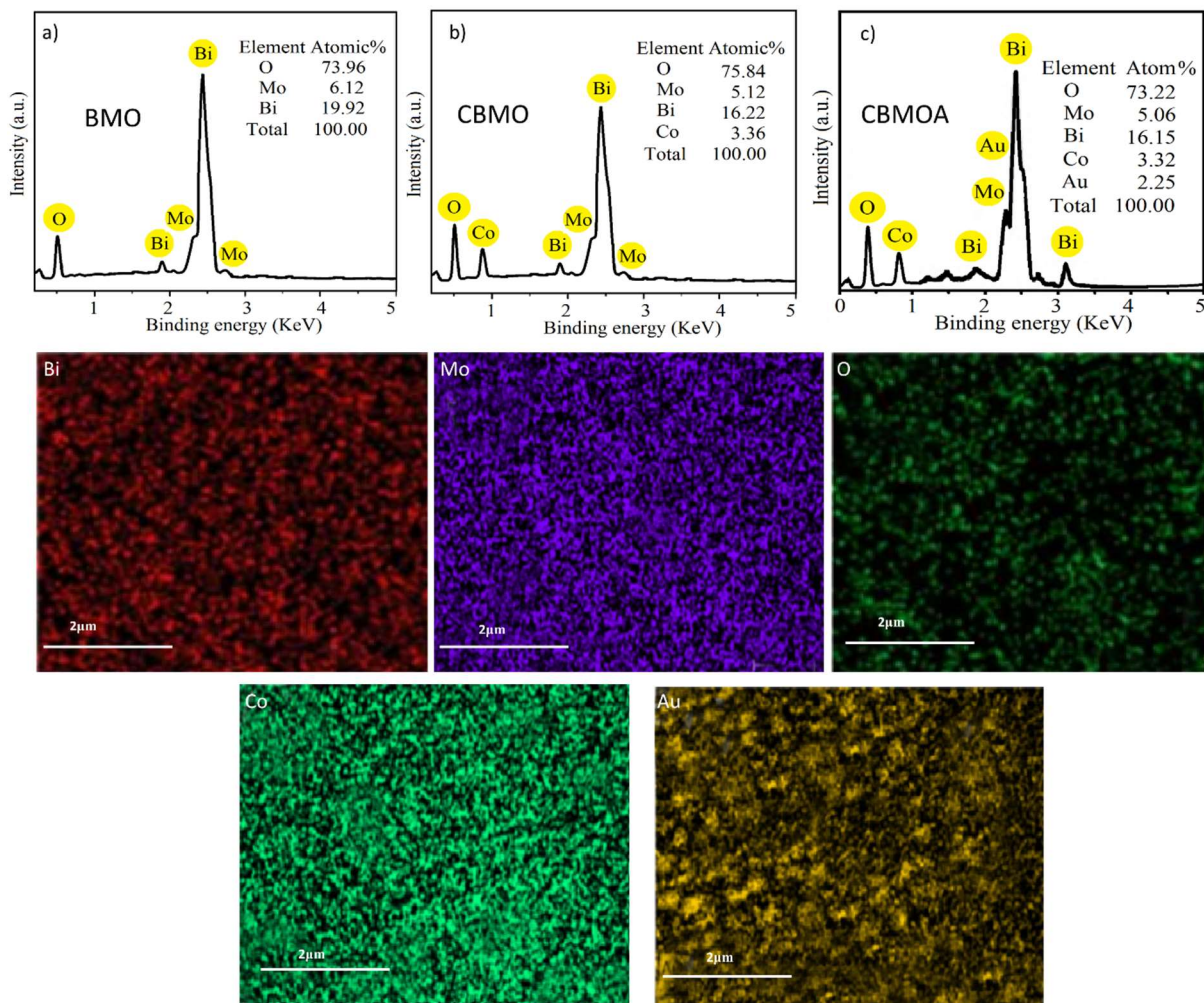 a)
BMO
Bi
O
Bi
Mo
Mo
Element Atomic%
O 73.96
Mo 6.12
Bi 19.92
Total 100.00
Intensity (a.u.)
1 2 3 4 5
Binding energy (KeV)
b)
CBMO
Bi
O
Co
Bi
Mo
Mo
Element Atomic%
O 75.84
Mo 5.12
Bi 16.22
Co 3.36
Total 100.00
Intensity (a.u.)
1 2 3 4 5
Binding energy (KeV)
c)
CBMOA
Bi
Au
Mo
O
Co
Bi
Bi
Element Atom%
O 73.22
Mo 5.06
Bi 16.15
Co 3.32
Au 2.25
Total 100.00
Intensity (a.u.)
0 1 2 3 4 5
Binding energy (KeV)
Bi
2µm
Mo
O
2µm
Co
2µm
Au
2µm